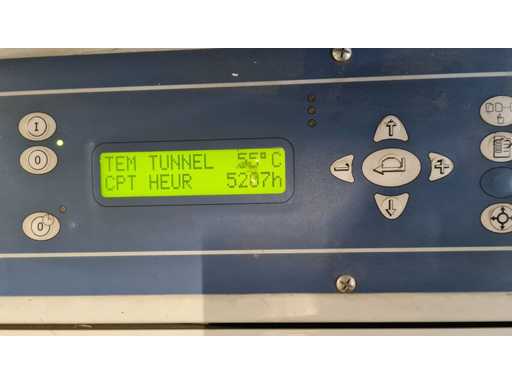 I
O
TEM TUNNEL 55°C
CPT HEUR 5207h